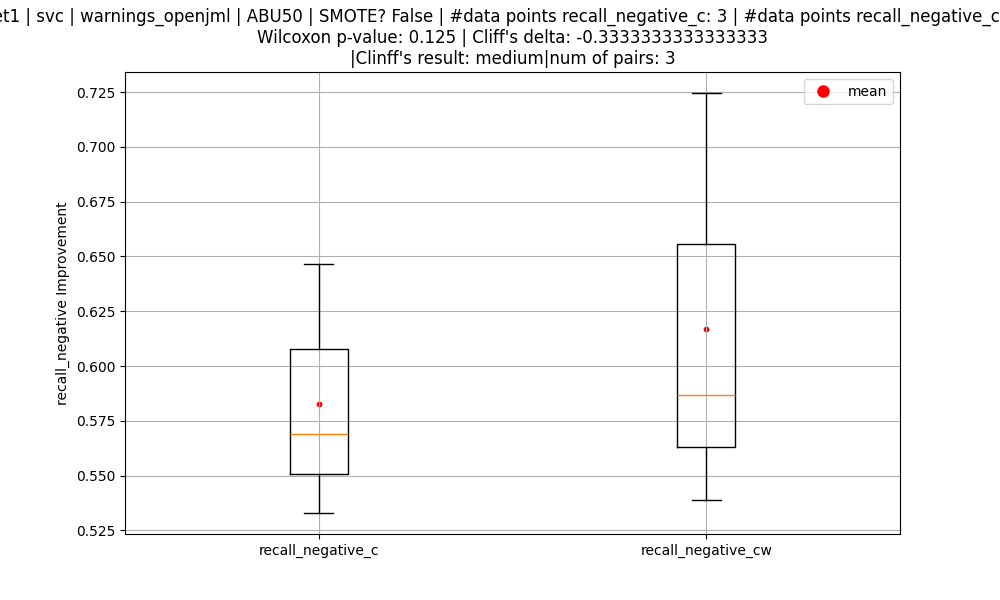 et1 | svc | warnings_openjml | ABU50 | SMOTE? False | #data points recall_negative_c: 3 | #data points recall_negative_c
Wilcoxon p-value: 0.125 | Cliff's delta: -0.3333333333333333
|Clinff's result: medium|num of pairs: 3
mean
0.725
0.700
0.675
0.650
0.625
0.600
0.575
0.550
0.525
recall_negative Improvement
recall_negative_c
recall_negative_cw